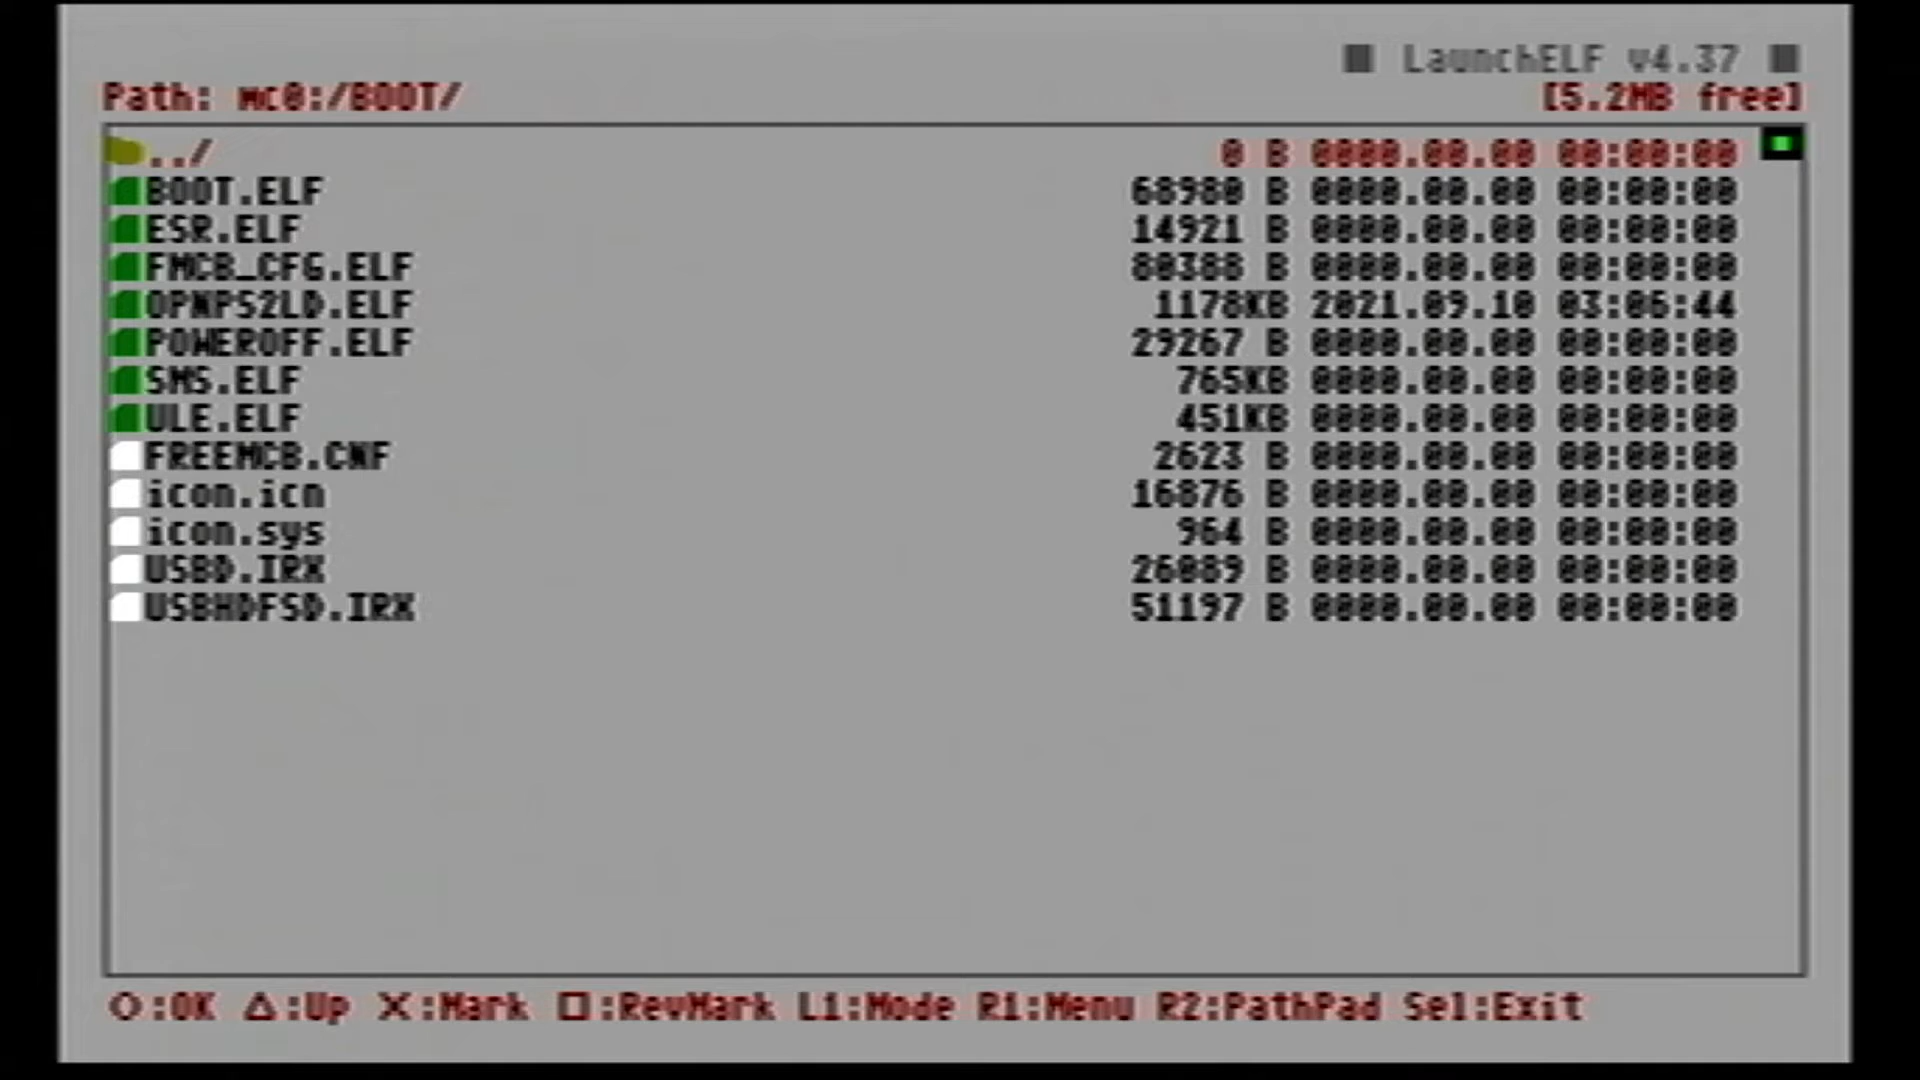 LaunchELF v4.37
Path: mc0:/BOOT/ [5.2MB free]
../ 0 B 0000.00.00 00:00:00
BOOT.ELF 68980 B 0000.00.00 00:00:00
ESR.ELF 14921 B 0000.00.00 00:00:00
FMCB_CFG.ELF 80388 B 0000.00.00 00:00:00
OPNPS2LD.ELF 1178KB 2021.09.10 03:06:44
POWEROFF.ELF 29267 B 0000.00.00 00:00:00
SMS.ELF 765KB 0000.00.00 00:00:00
ULE.ELF 451KB 0000.00.00 00:00:00
FREEMCB.CNF 2623 B 0000.00.00 00:00:00
icon.icn 16876 B 0000.00.00 00:00:00
icon.sys 964 B 0000.00.00 00:00:00
USBD.IRX 26089 B 0000.00.00 00:00:00
USBHDFSD.IRX 51197 B 0000.00.00 00:00:00
○:OK △:Up X:Mark □:RevMark L1:Mode R1:Menu R2:PathPad Sel:Exit